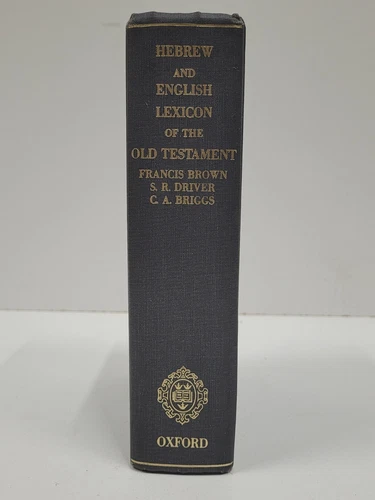 HEBREW
AND
ENGLISH
LEXICON
OF THE
OLD TESTAMENT
FRANCIS BROWN
S. R. DRIVER
C. A. BRIGGS
OXFORD